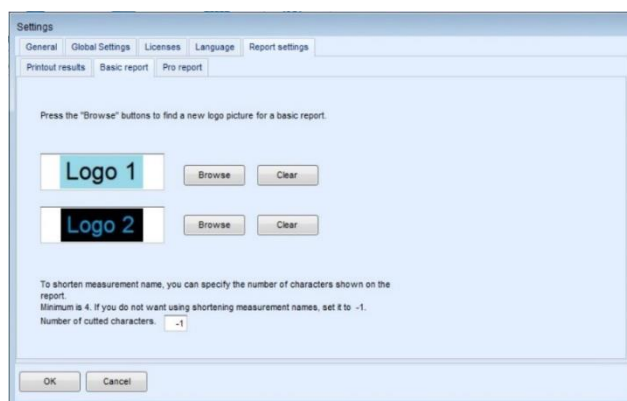 Settings
General Global Settings Licenses Language Report settings
Printout results Basic report Pro report
Press the "Browse" buttons to find a new logo picture for a basic report.
Logo 1 Browse Clear
Logo 2 Browse Clear
To shorten measurement name, you can specify the number of characters shown on the
report.
Minimum is 4. If you do not want using shortening measurement names, set it to -1.
Number of cutted characters. -1
OK Cancel